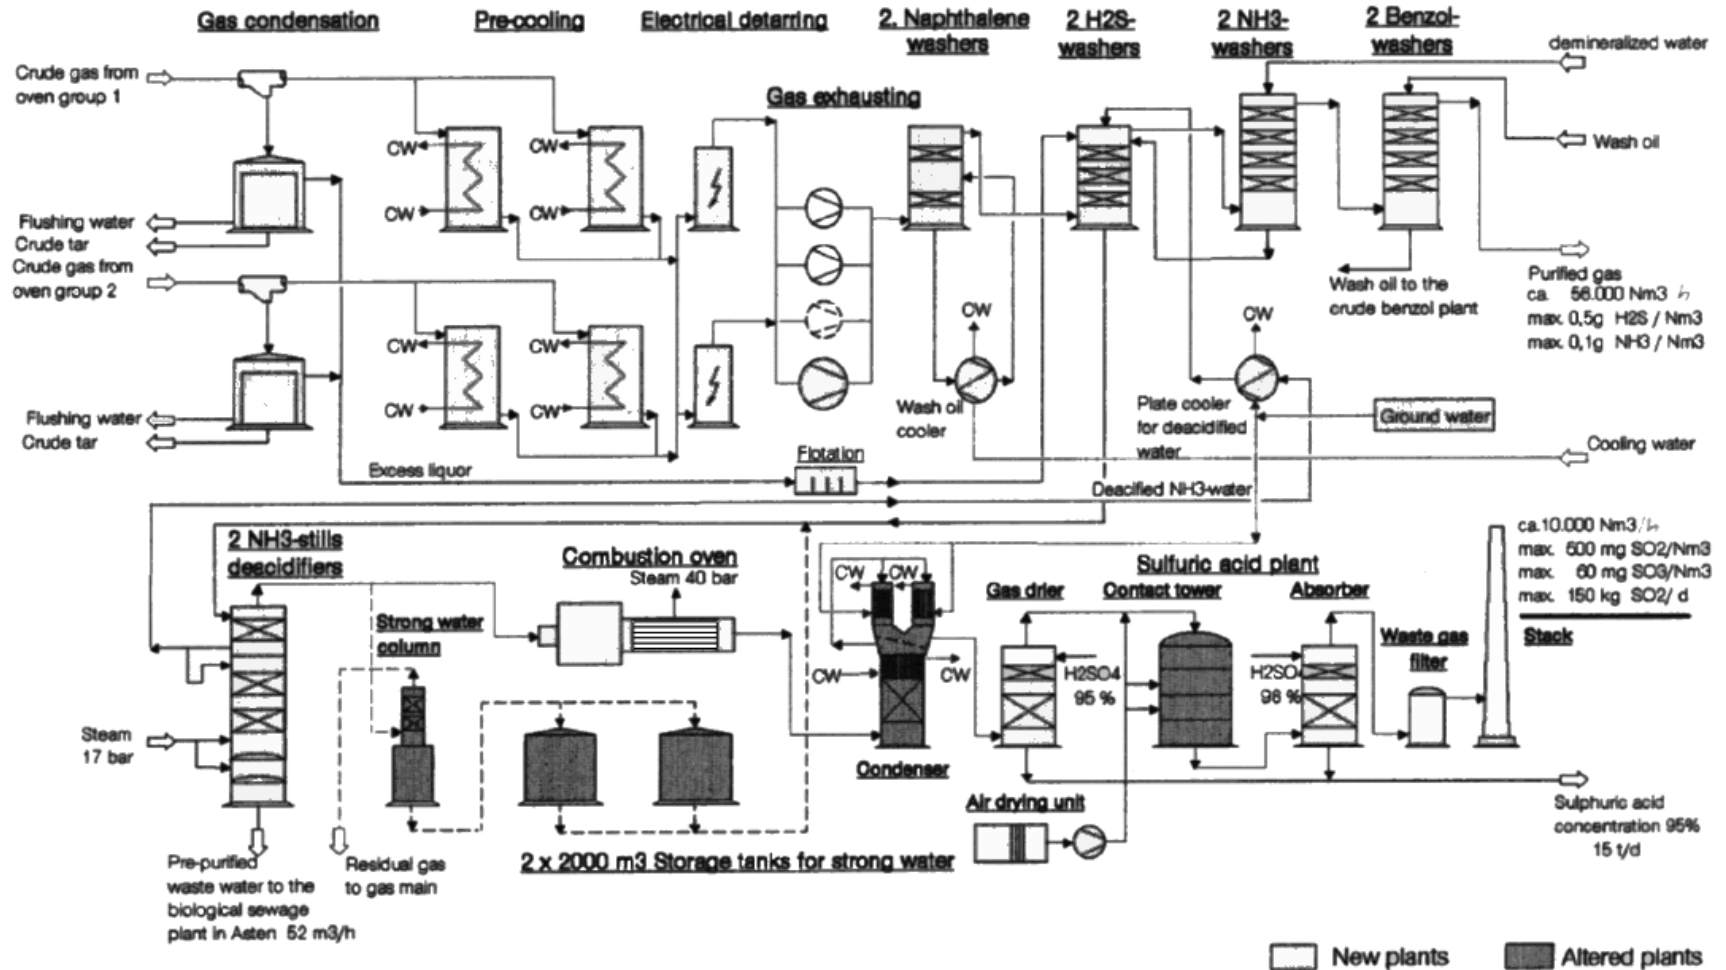 Gas condensation
Pre-cooling
Electrical detarring
2. Naphthalene
washers
2 H2S-
washers
2 NH3-
washers
2 Benzol-
washers
demineralized water
Crude gas from
oven group 1
Gas exhausting
CW
CW
Wash oil
CW
CW
Flushing water
Crude tar
Crude gas from
oven group 2
Wash oil to the
crude benzol plant
Purified gas
ca. 56.000 Nm3 h
max. 0,5g H2S / Nm3
max. 0,1g NH3 / Nm3
CW
CW
CW
CW
CW
CW
Flushing water
Crude tar
Wash oil
cooler
Plate cooler
for deacidified
water
Ground water
Cooling water
Excess liquor
Flotation
Deacified NH3-water
2 NH3-stills
deacidifiers
Combustion oven
Steam 40 bar
Sulfuric acid plant
ca.10.000 Nm3/h
max. 500 mg SO2/Nm3
max. 60 mg SO3/Nm3
max. 150 kg SO2/ d
CW
CW
Gas drier
Contact tower
Absorber
Strong water
column
Waste gas
filter
Stack
CW
CW
H2SO4
95 %
H2SO4
98 %
Steam
17 bar
Condenser
Air drying unit
Sulphuric acid
concentration 95%
15 t/d
Pre-purified
waste water to the
biological sewage
plant in Asten 52 m3/h
Residual gas
to gas main
2 x 2000 m3 Storage tanks for strong water
New plants
Altered plants